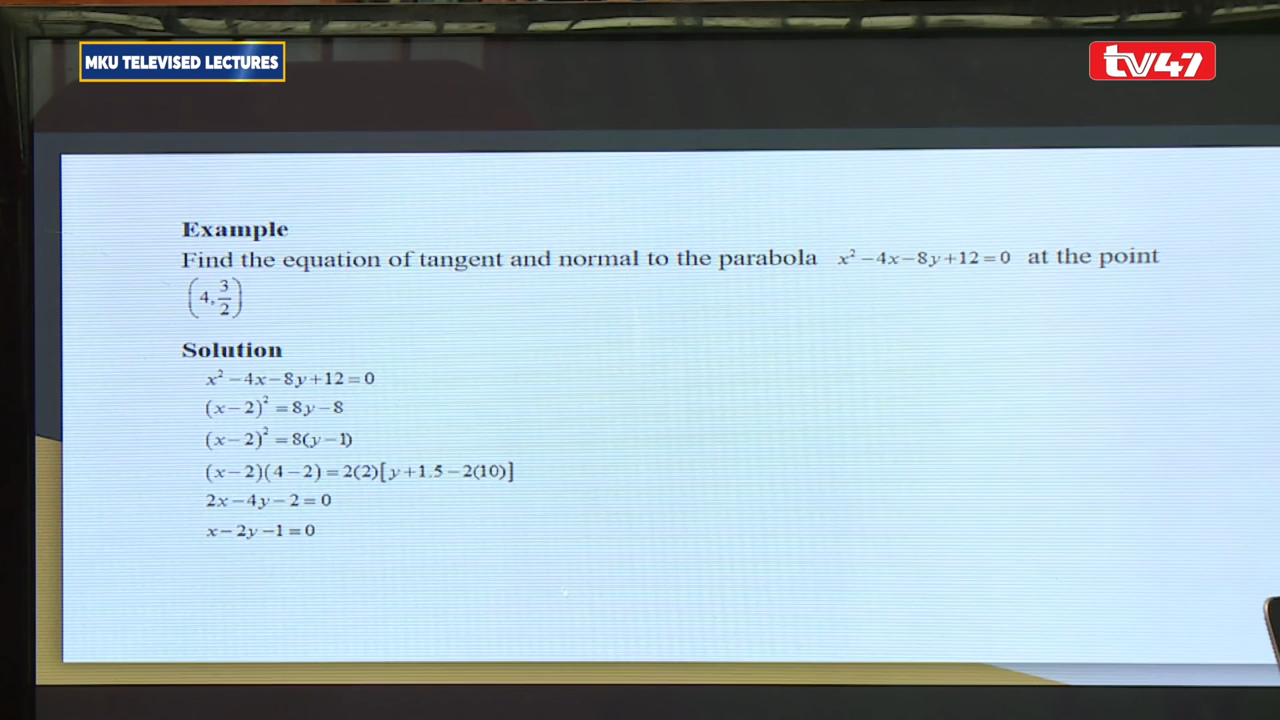 MKU TELEVISED LECTURES
tv47
Example
Find the equation of tangent and normal to the parabola x² − 4x − 8y + 12 = 0 at the point
(4, 3/2)
Solution
x² − 4x − 8y + 12 = 0
(x − 2)² = 8y − 8
(x − 2)² = 8(y − 1)
(x − 2)(4 − 2) = 2(2)[y + 1.5 − 2(10)]
2x − 4y − 2 = 0
x − 2y − 1 = 0